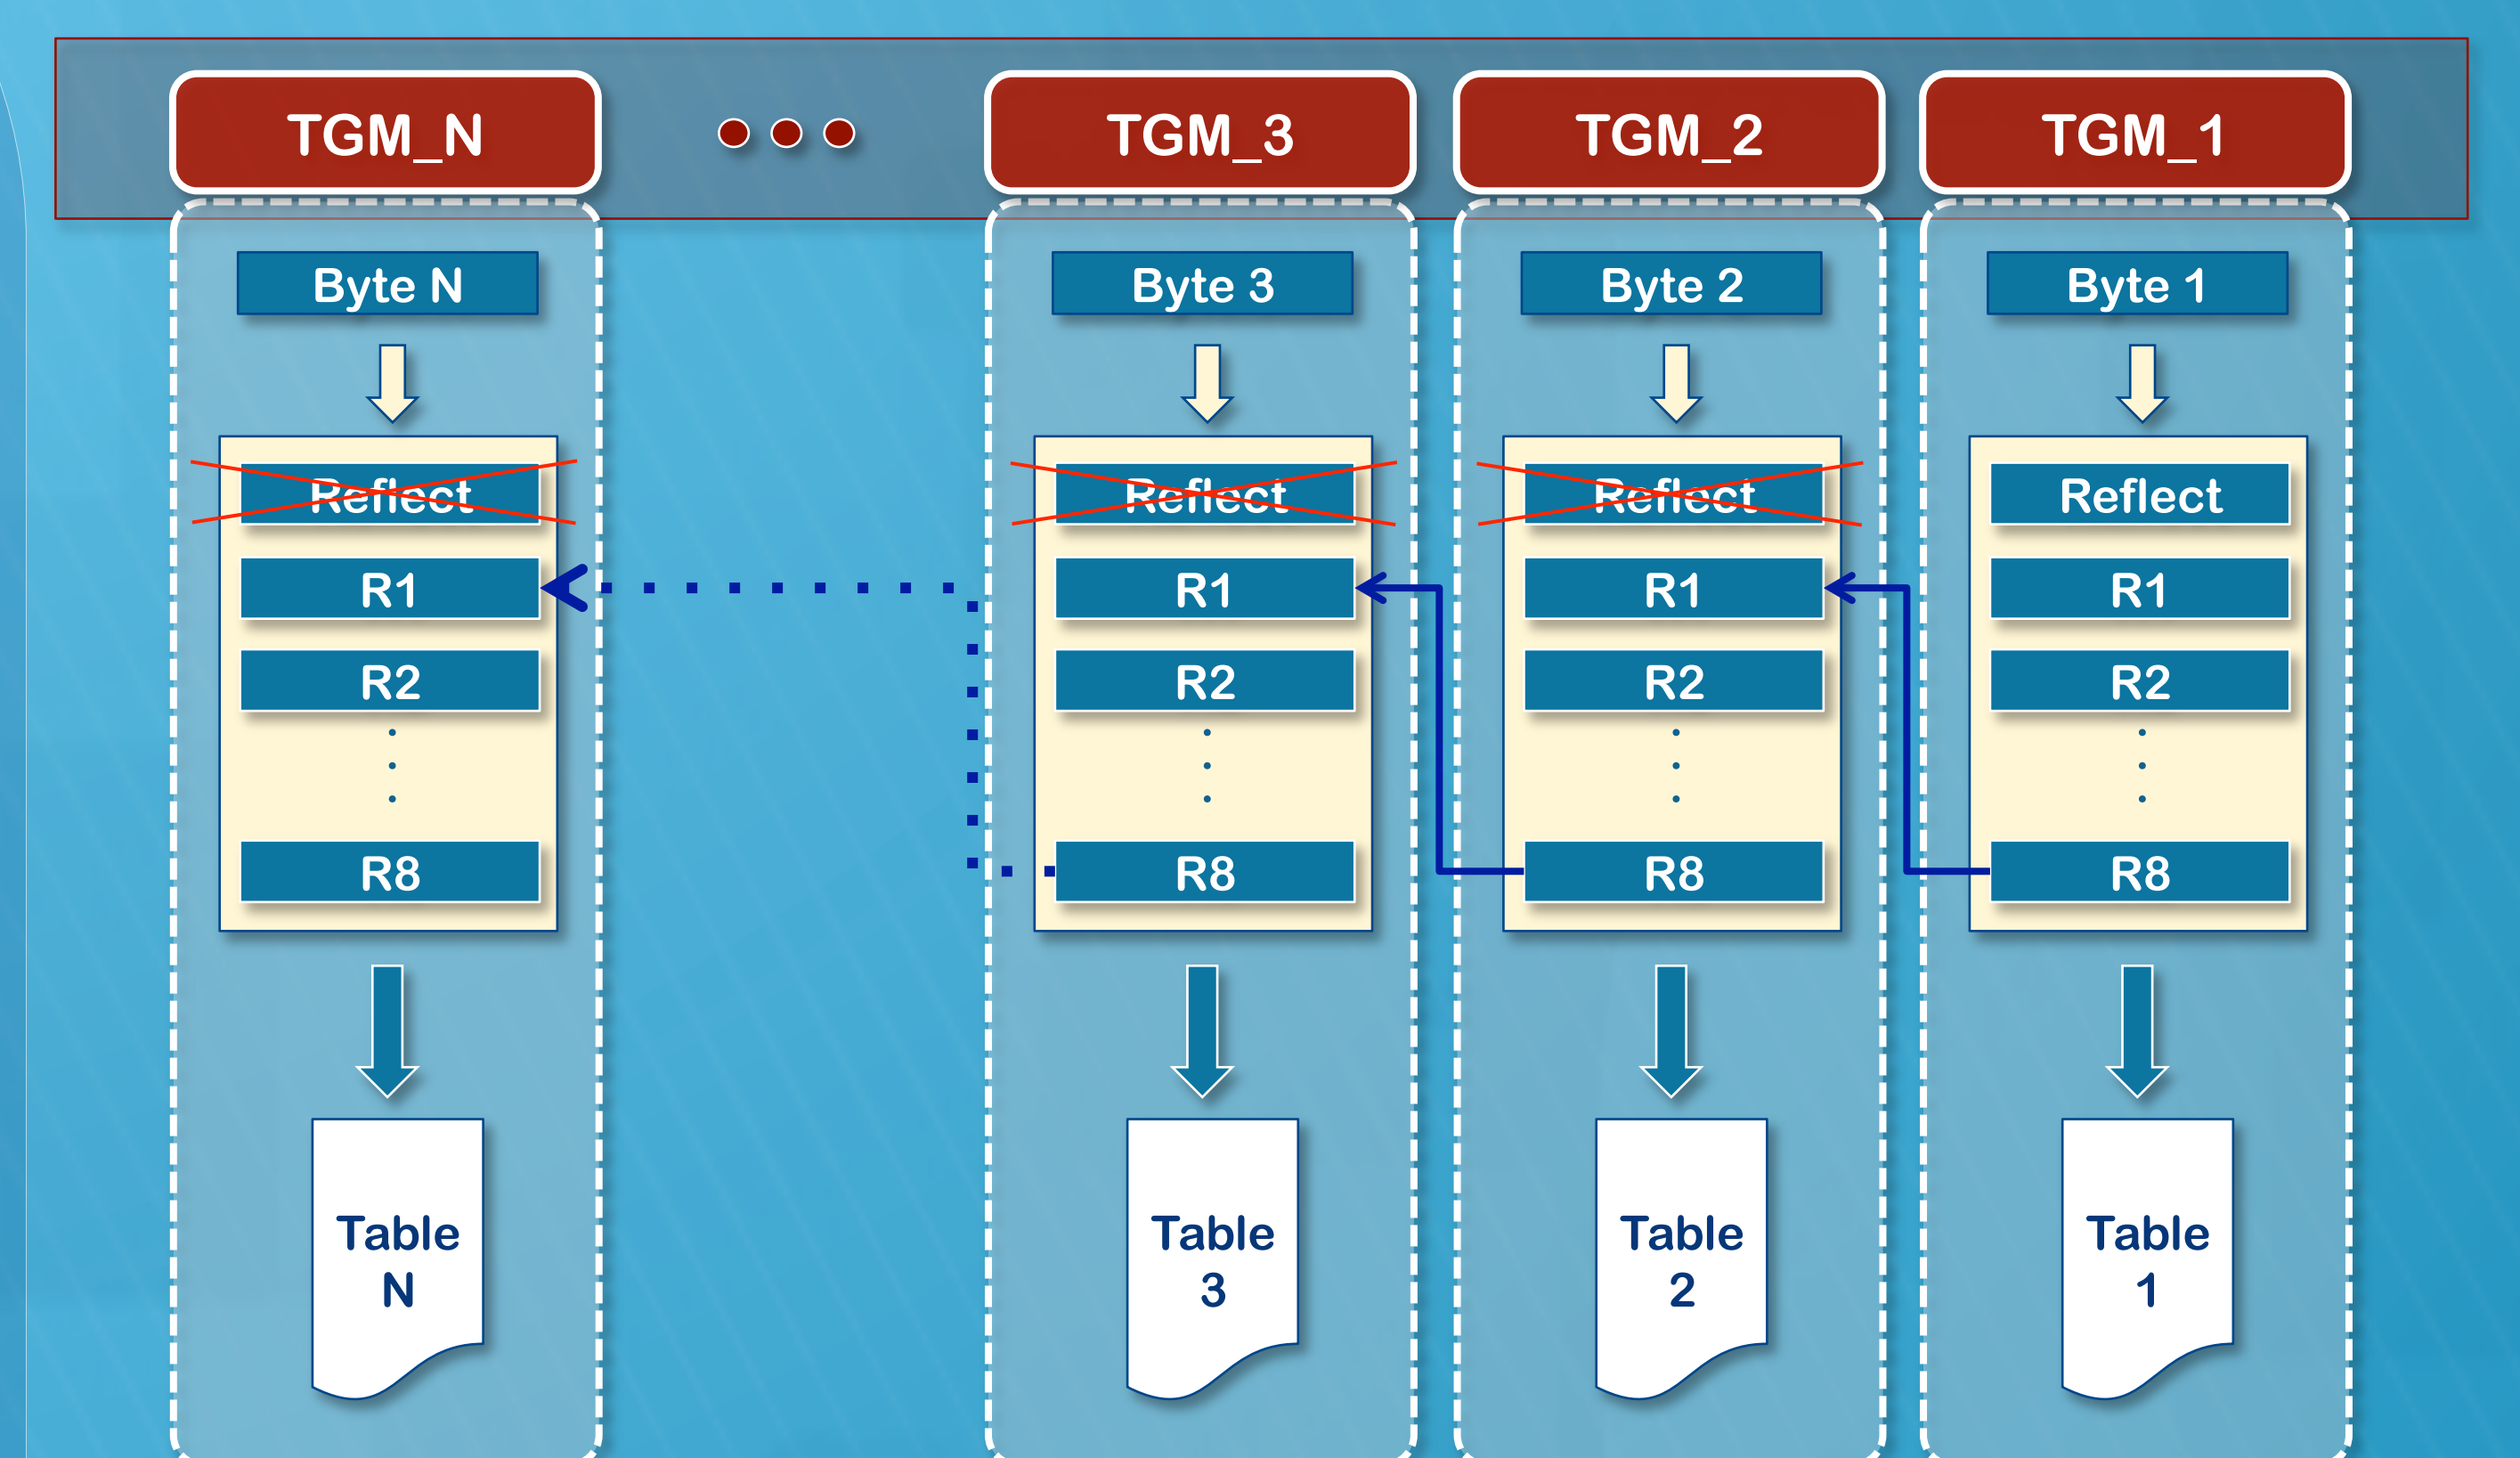 TGM_N
TGM_3
TGM_2
TGM_1
Byte N
Byte 3
Byte 2
Byte 1
Reflect
Reflect
Reflect
Reflect
R1
R1
R1
R1
R2
R2
R2
R2
R8
R8
R8
R8
Table
N
Table
3
Table
2
Table
1